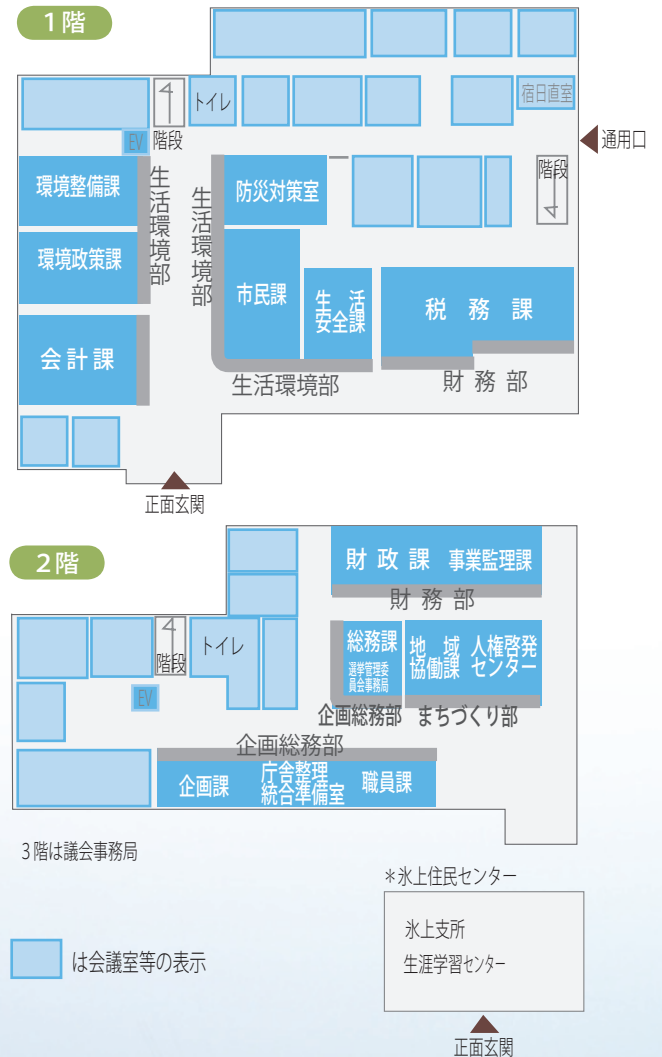 1階
トイレ
宿日直室
EV
階段
通用口
階段
環境整備課
生活環境部
生活環境部
防災対策室
環境政策課
市民課
生活
安全課
税務課
会計課
生活環境部
財務部
正面玄関
2階
財政課 事業監理課
財務部
階段
トイレ
総務課
選挙管理委
員会事務局
地域
協働課
人権啓発
センター
EV
企画総務部
まちづくり部
企画総務部
企画課
庁舎整理
統合準備室
職員課
3階は議会事務局
*氷上住民センター
氷上支所
生涯学習センター
は会議室等の表示
正面玄関